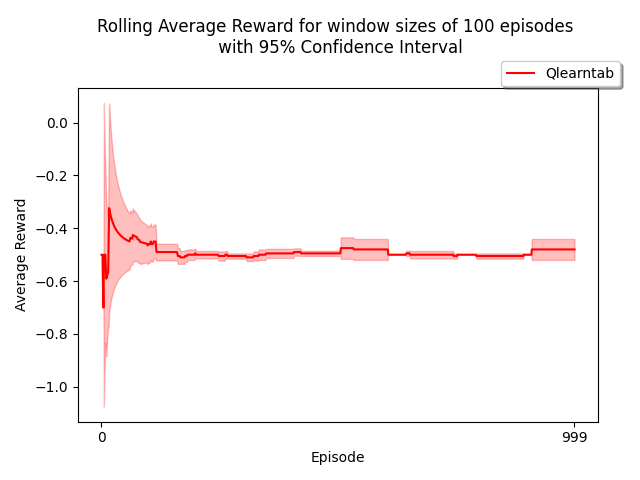 Rolling Average Reward for window sizes of 100 episodes
with 95% Confidence Interval
Qlearntab
Average Reward
0.0
−0.2
−0.4
−0.6
−0.8
−1.0
0
999
Episode